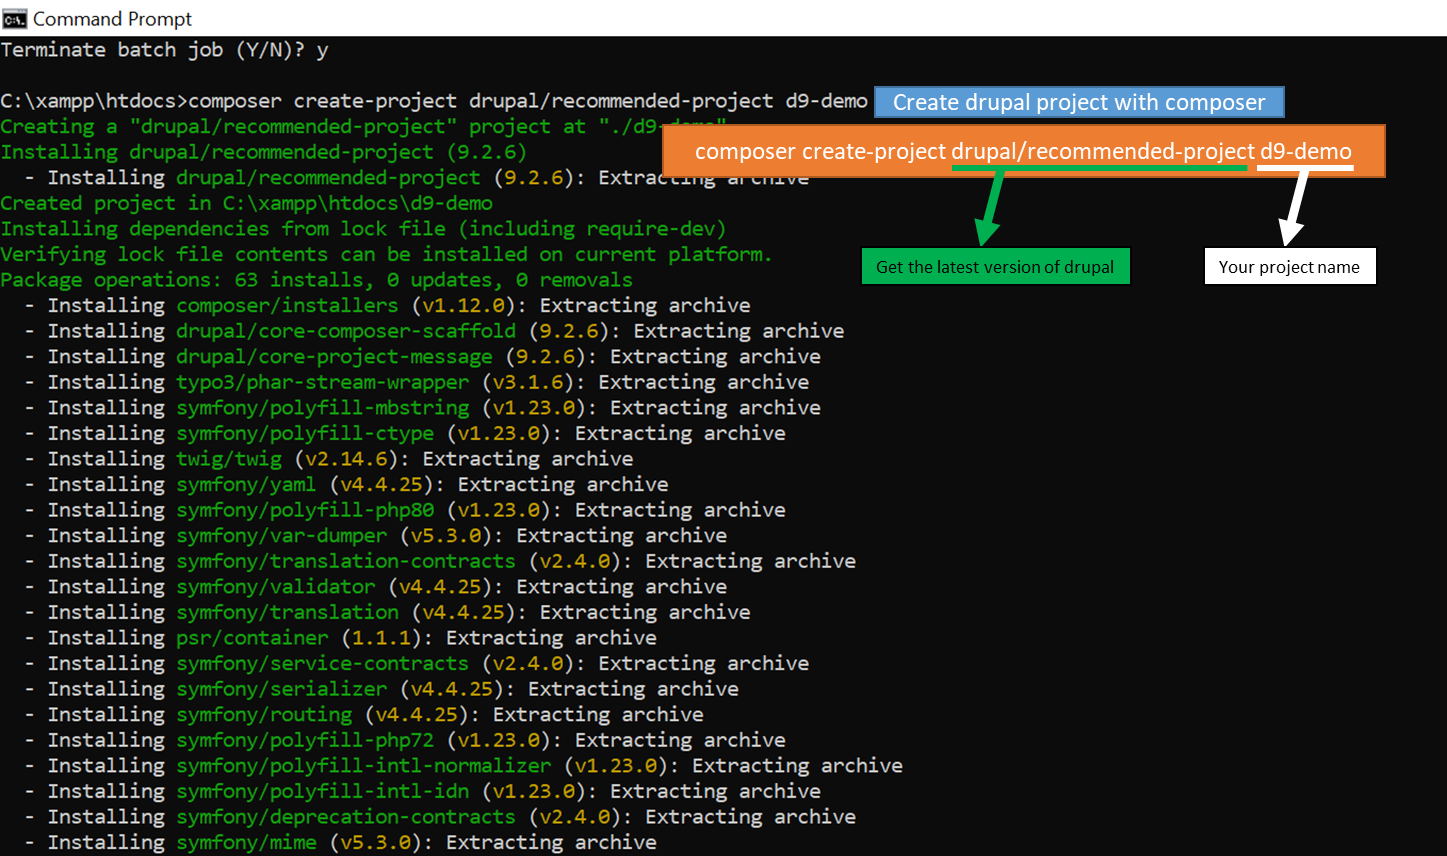 Command Prompt
Terminate batch job (Y/N)? y
C:\xampp\htdocs>composer create-project drupal/recommended-project d9-demo
Create drupal project with composer
Creating a "drupal/recommended-project" project at "./d9-demo"
composer create-project drupal/recommended-project d9-demo
Installing drupal/recommended-project (9.2.6)
- Installing drupal/recommended-project (9.2.6): Extracting archive
Created project in C:\xampp\htdocs\d9-demo
Installing dependencies from lock file (including require-dev)
Verifying lock file contents can be installed on current platform.
Get the latest version of drupal
Your project name
Package operations: 63 installs, 0 updates, 0 removals
- Installing composer/installers (v1.12.0): Extracting archive
- Installing drupal/core-composer-scaffold (9.2.6): Extracting archive
- Installing drupal/core-project-message (9.2.6): Extracting archive
- Installing typo3/phar-stream-wrapper (v3.1.6): Extracting archive
- Installing symfony/polyfill-mbstring (v1.23.0): Extracting archive
- Installing symfony/polyfill-ctype (v1.23.0): Extracting archive
- Installing twig/twig (v2.14.6): Extracting archive
- Installing symfony/yaml (v4.4.25): Extracting archive
- Installing symfony/polyfill-php80 (v1.23.0): Extracting archive
- Installing symfony/var-dumper (v5.3.0): Extracting archive
- Installing symfony/translation-contracts (v2.4.0): Extracting archive
- Installing symfony/validator (v4.4.25): Extracting archive
- Installing symfony/translation (v4.4.25): Extracting archive
- Installing psr/container (1.1.1): Extracting archive
- Installing symfony/service-contracts (v2.4.0): Extracting archive
- Installing symfony/serializer (v4.4.25): Extracting archive
- Installing symfony/routing (v4.4.25): Extracting archive
- Installing symfony/polyfill-php72 (v1.23.0): Extracting archive
- Installing symfony/polyfill-intl-normalizer (v1.23.0): Extracting archive
- Installing symfony/polyfill-intl-idn (v1.23.0): Extracting archive
- Installing symfony/deprecation-contracts (v2.4.0): Extracting archive
- Installing symfony/mime (v5.3.0): Extracting archive